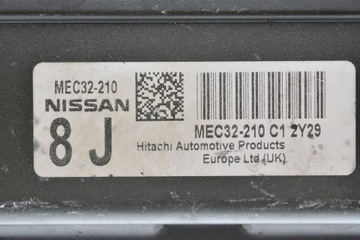 MEC32-210
NISSAN
8 J
MEC32-210 C1 2Y29
Hitachi Automotive Products
Europe Ltd (UK)